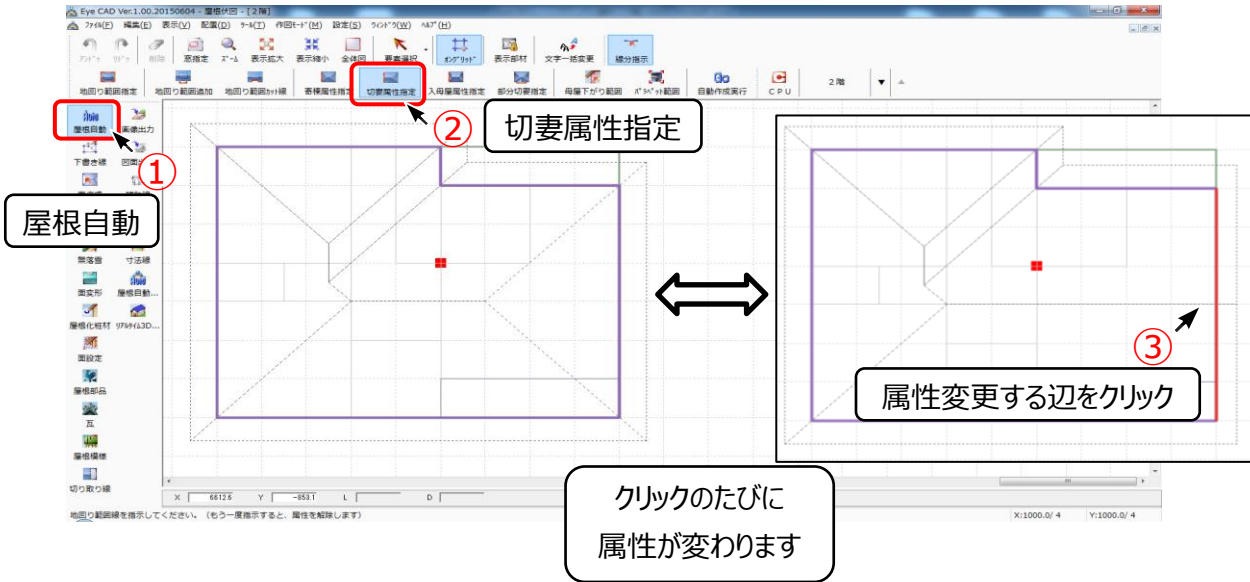 Eye CAD Ver.1.00.20150604 - 屋根伏図 - [２階]
ﾌｧｲﾙ(F) 編集(E) 表示(V) 配置(D) ﾂｰﾙ(T) 作図ﾓｰﾄﾞ(M) 設定(S) ｳｨﾝﾄﾞｳ(W) ﾍﾙﾌﾟ(H)
ｱﾝﾄﾞｩ ﾘﾄﾞｩ 削除 窓指定 ｽﾞｰﾑ 表示拡大 表示縮小 全体図 要素選択 ｵﾝｸﾞﾘｯﾄﾞ 表示部材 文字一括変更 線分指示
地回り範囲指定 地回り範囲追加 地回り範囲ｶｯﾄ線 寄棟属性指定 切妻属性指定 入母屋属性指定 部分切妻指定 母屋下がり範囲 ﾊﾟﾗﾍﾟｯﾄ範囲 自動作成実行 ＣＰＵ ２階
② 切妻属性指定
屋根自動 画像出力
①
下書き線
屋根自動
無落雪 寸法線
面変形 屋根自動...
屋根化粧材 ﾘｱﾙﾀｲﾑ3D...
面設定
屋根部品
瓦
屋根模様
切り取り線
③
属性変更する辺をクリック
クリックのたびに
属性が変わります
X 6612.6 Y -853.1 L D
地回り範囲線を指示してください。（もう一度指示すると、属性を解除します） X:1000.0/ 4 Y:1000.0/ 4